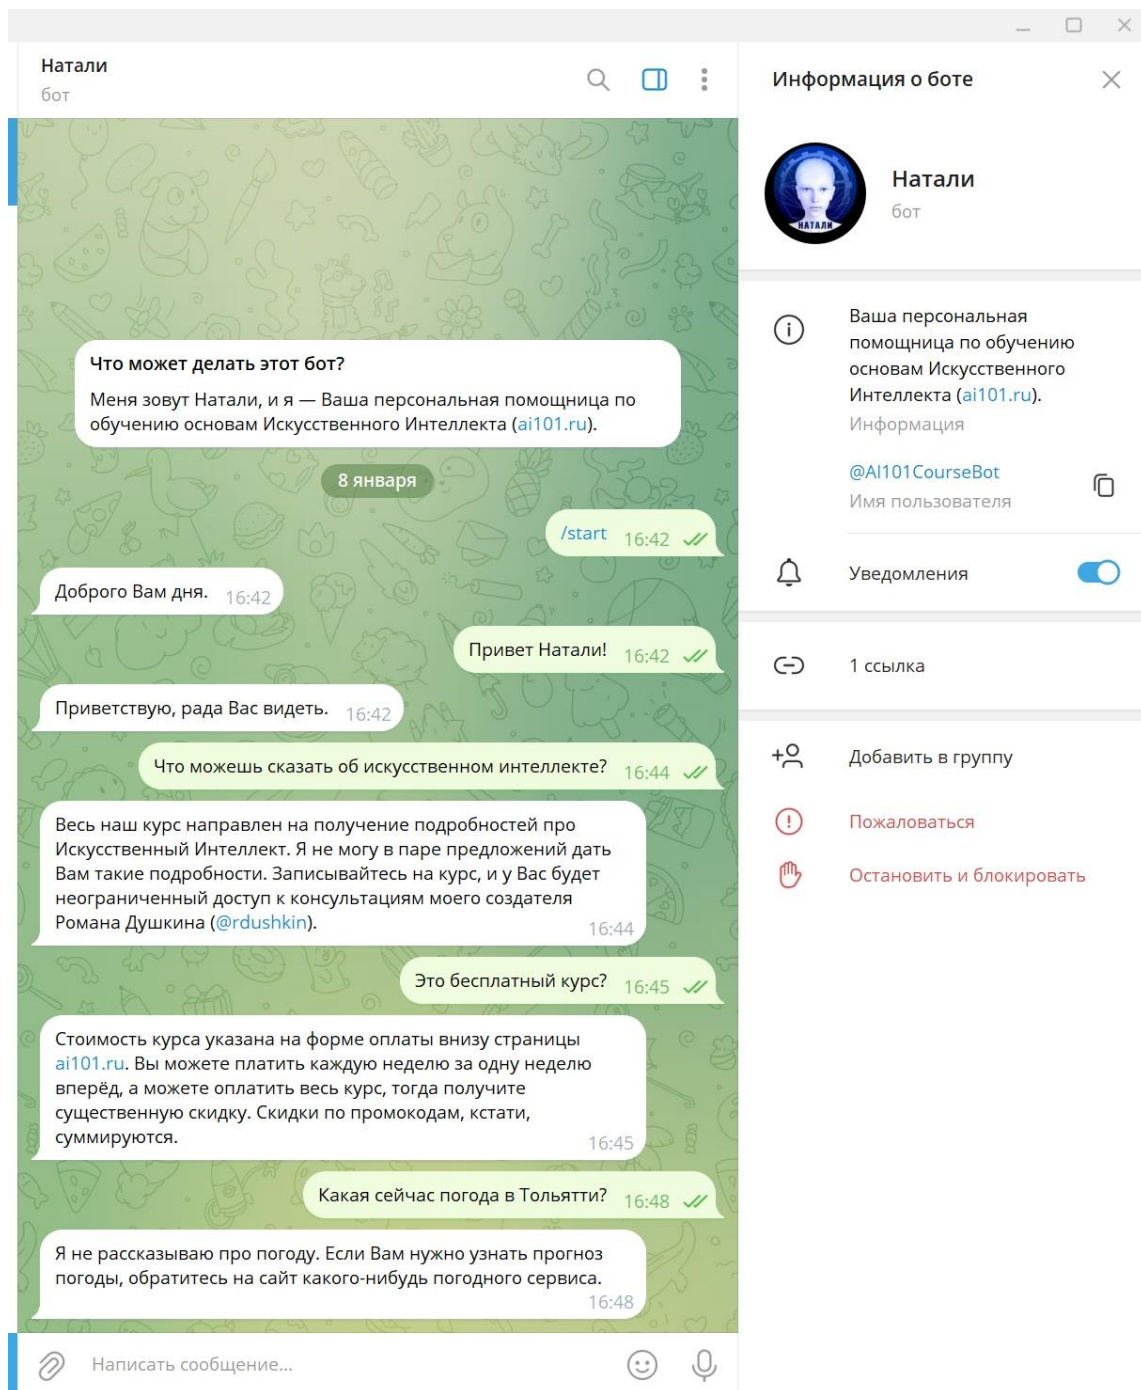 Натали
бот
Что может делать этот бот?
Меня зовут Натали, и я — Ваша персональная помощница по
обучению основам Искусственного Интеллекта (ai101.ru).
8 января
/start 16:42
Доброго Вам дня. 16:42
Привет Натали! 16:42
Приветствую, рада Вас видеть. 16:42
Что можешь сказать об искусственном интеллекте? 16:44
Весь наш курс направлен на получение подробностей про
Искусственный Интеллект. Я не могу в паре предложений дать
Вам такие подробности. Записывайтесь на курс, и у Вас будет
неограниченный доступ к консультациям моего создателя
Романа Душкина (@rdushkin). 16:44
Это бесплатный курс? 16:45
Стоимость курса указана на форме оплаты внизу страницы
ai101.ru. Вы можете платить каждую неделю за одну неделю
вперёд, а можете оплатить весь курс, тогда получите
существенную скидку. Скидки по промокодам, кстати,
суммируются. 16:45
Какая сейчас погода в Тольятти? 16:48
Я не рассказываю про погоду. Если Вам нужно узнать прогноз
погоды, обратитесь на сайт какого-нибудь погодного сервиса.
16:48
Написать сообщение...
Информация о боте
НАТАЛИ
Натали
бот
Ваша персональная
помощница по обучению
основам Искусственного
Интеллекта (ai101.ru).
Информация
@AI101CourseBot
Имя пользователя
Уведомления
1 ссылка
Добавить в группу
Пожаловаться
Остановить и блокировать